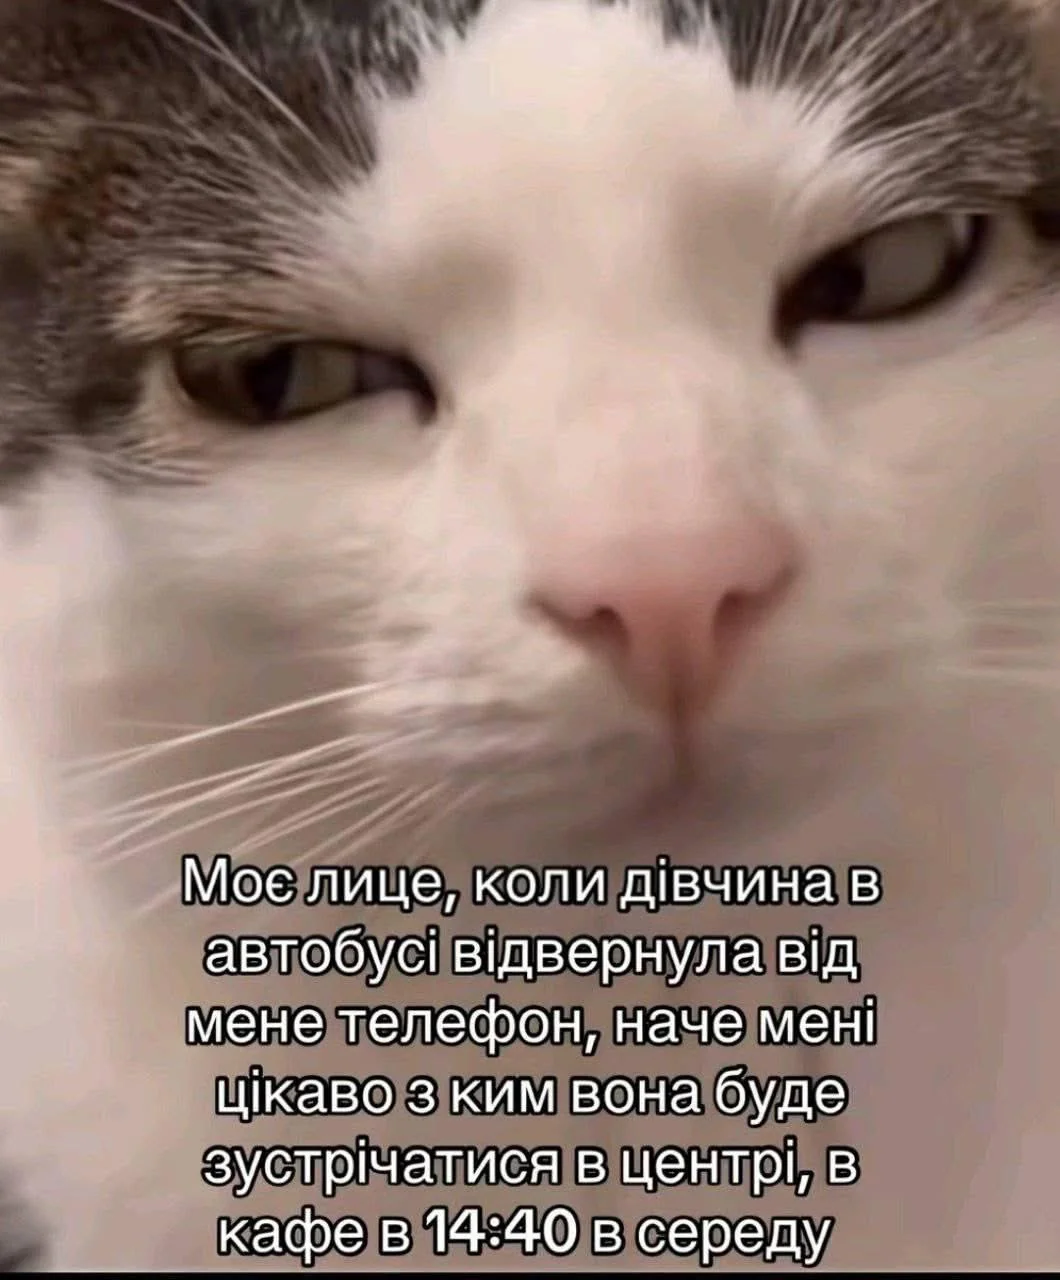 Моє лице, коли дівчина в
автобусі відвернула від
мене телефон, наче мені
цікаво з ким вона буде
зустрічатися в центрі, в
кафе в 14:40 в середу